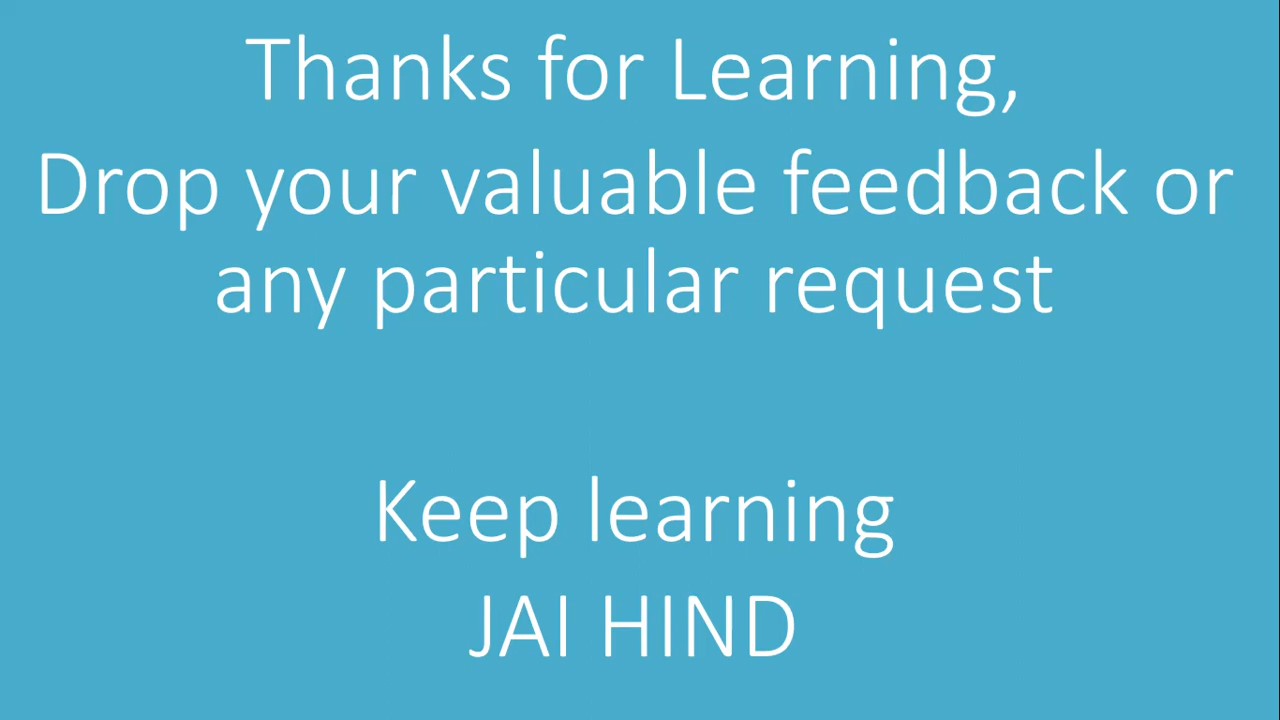 Thanks for Learning,
Drop your valuable feedback or
any particular request
Keep learning
JAI HIND